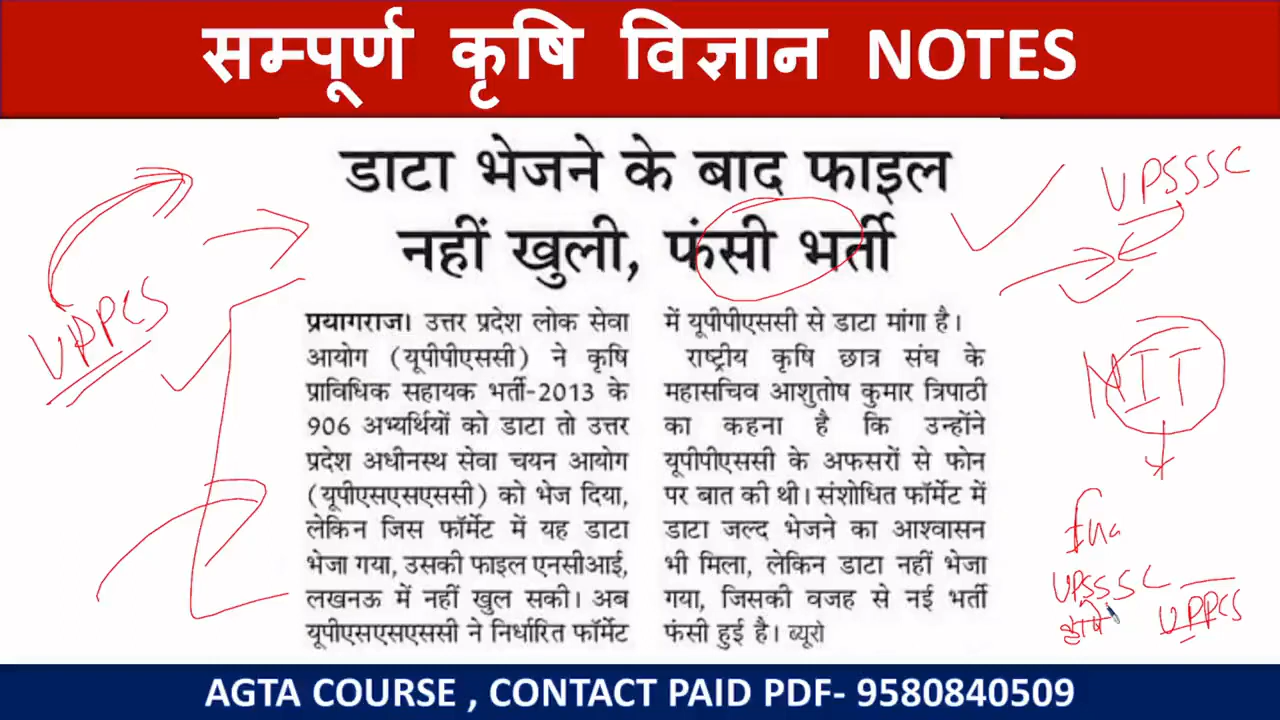 सम्पूर्ण कृषि विज्ञान NOTES
डाटा भेजने के बाद फाइल
नहीं खुली, फंसी भर्ती
प्रयागराज। उत्तर प्रदेश लोक सेवा
आयोग (यूपीपीएससी) ने कृषि
प्राविधिक सहायक भर्ती-2013 के
906 अभ्यर्थियों को डाटा तो उत्तर
प्रदेश अधीनस्थ सेवा चयन आयोग
(यूपीएसएसएससी) को भेज दिया,
लेकिन जिस फॉर्मेट में यह डाटा
भेजा गया, उसकी फाइल एनसीआई,
लखनऊ में नहीं खुल सकी। अब
यूपीएसएसएससी ने निर्धारित फॉर्मेट
में यूपीपीएससी से डाटा मांगा है।
राष्ट्रीय कृषि छात्र संघ के
महासचिव आशुतोष कुमार त्रिपाठी
का कहना है कि उन्होंने
यूपीपीएससी के अफसरों से फोन
पर बात की थी। संशोधित फॉर्मेट में
डाटा जल्द भेजने का आश्वासन
भी मिला, लेकिन डाटा नहीं भेजा
गया, जिसकी वजह से नई भर्ती
फंसी हुई है। ब्यूरो
UPPCS
UPSSSC
NIT
UPSSSC
UPPCS
AGTA COURSE , CONTACT PAID PDF- 9580840509